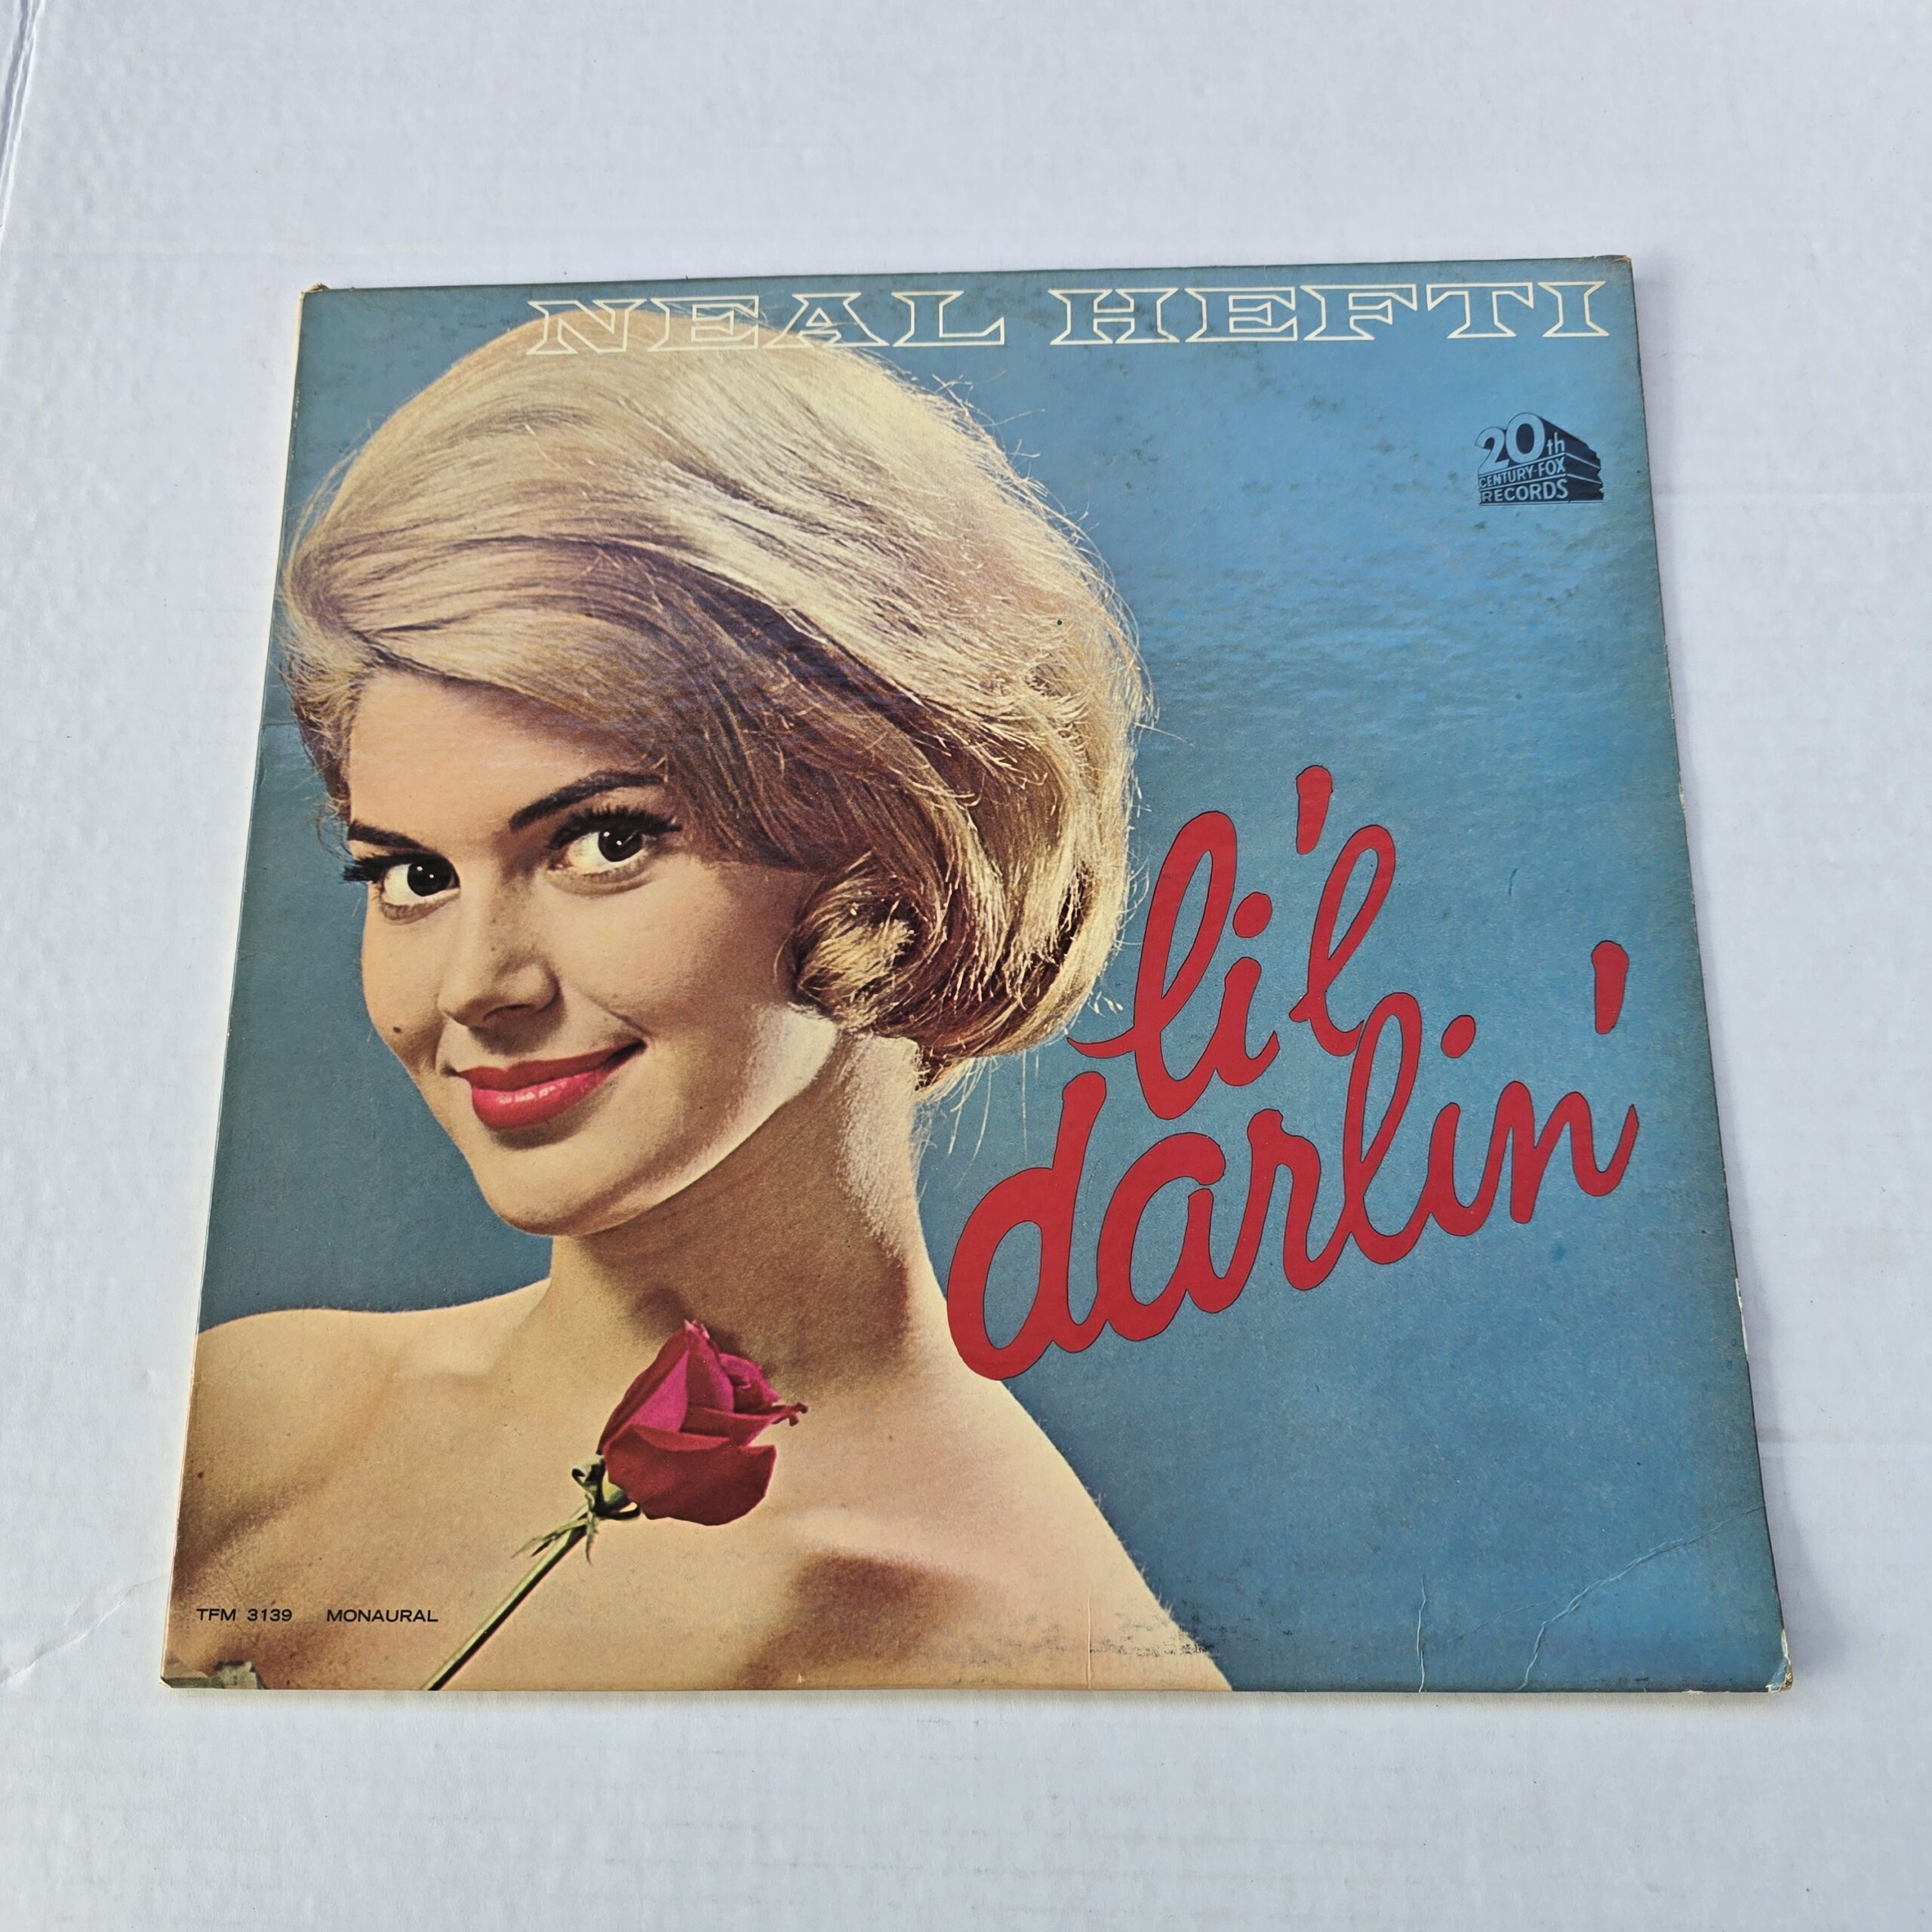 NEAL HEFTI
20th
CENTURY-FOX
RECORDS
li'l
darlin'
TFM 3139 MONAURAL